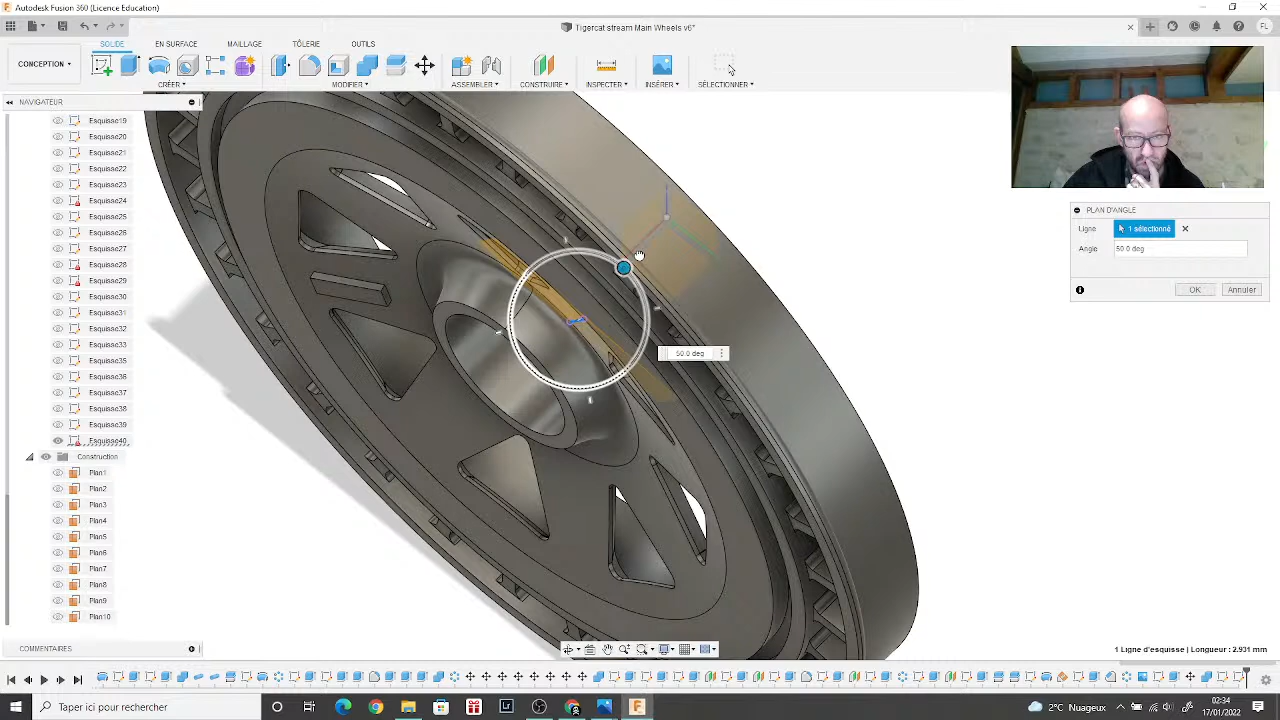 Autodesk Fusion 360 (Licence Education)
Tigercat stream Main Wheels v6*
FL
CONCEPTION
SOLIDE EN SURFACE MAILLAGE TÔLERIE OUTILS
CRÉER MODIFIER ASSEMBLER CONSTRUIRE INSPECTER INSÉRER SÉLECTIONNER
NAVIGATEUR
Esquisse19
Esquisse20
Esquisse21
Esquisse22
Esquisse23
Esquisse24
Esquisse25
Esquisse26
Esquisse27
Esquisse28
Esquisse29
Esquisse30
Esquisse31
Esquisse32
Esquisse33
Esquisse35
Esquisse36
Esquisse37
Esquisse38
Esquisse39
Esquisse40
Construction
Plan1
Plan2
Plan3
Plan4
Plan5
Plan6
Plan7
Plan8
Plan9
Plan10
PLAN D'ANGLE
Ligne 1 sélectionné
Angle 50.0 deg
OK Annuler
50.0 deg
COMMENTAIRES
1 Ligne d'esquisse | Longueur : 2.931 mm
Taper ici pour rechercher
2°C Nuageux
02:34
17/01/2022